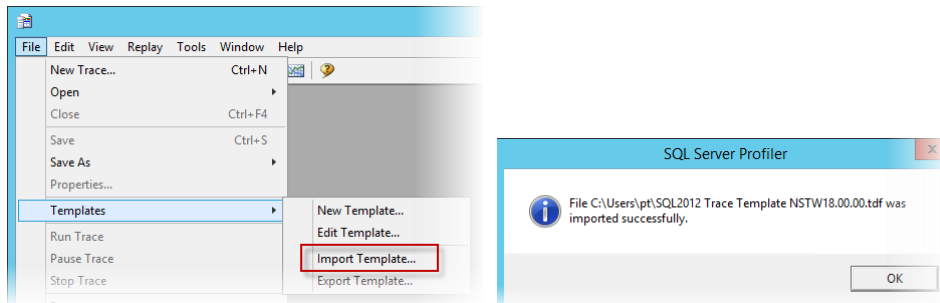 File Edit View Replay Tools Window Help
New Trace... Ctrl+N
Open
Close Ctrl+F4
Save Ctrl+S
Save As
Properties...
Templates
New Template...
Edit Template...
Import Template...
Export Template...
Run Trace
Pause Trace
Stop Trace
SQL Server Profiler
x
File C:\Users\pt\SQL2012 Trace Template NSTW18.00.00.tdf was
imported successfully.
OK